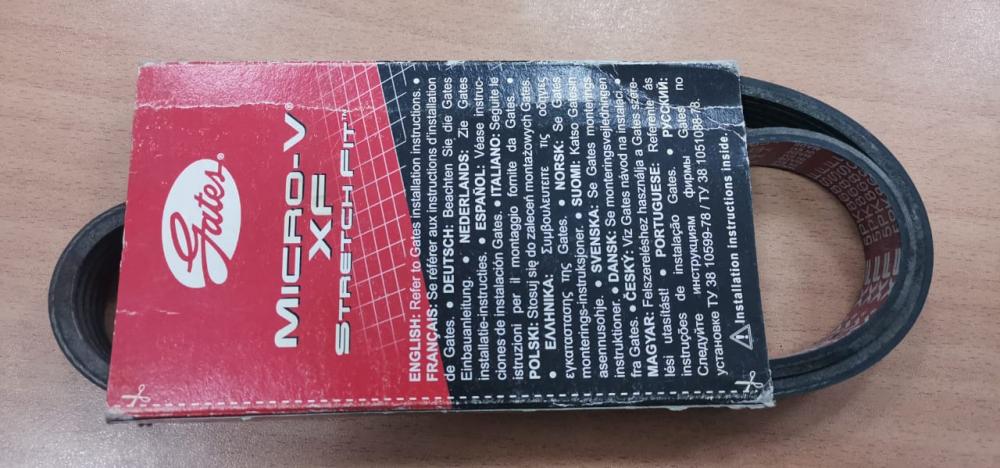 Gates®
MICRO-V®
XF
STRETCH FIT™
ENGLISH: Refer to Gates installation instructions. •
FRANÇAIS: Se référer aux instructions d'installation
de Gates. • DEUTSCH: Beachten Sie die Gates
Einbauanleitung. • NEDERLANDS: Zie Gates
installatie-instructies. • ESPAÑOL: Véase instruc-
ciones de instalación Gates. • ITALIANO: Seguite le
istruzioni per il montaggio fornite da Gates. •
POLSKI: Stosuj się do zaleceń montażowych Gates.
• ΕΛΛΗΝΙΚΑ: Συμβουλευτείτε τις οδηγίες
εγκατάστασης της Gates. • NORSK: Se Gates
monterings-instruksjoner. • SUOMI: Katso Gatesin
asennusohje. • SVENSKA: Se Gates monterings
instruktioner. • DANSK: Se monteringsvejledningen
fra Gates. • ČESKÝ: Viz Gates návod na instalaci. •
MAGYAR: Felszereléshez használja a Gates szere-
lési utasítást! • PORTUGUESE: Referente às
instruções de instalação Gates. • РУССКИЙ:
Следуйте инструкциям фирмы Gates по
установке ТУ 38 10599-78 / ТУ 38 1051088-78.
Installation instructions inside.